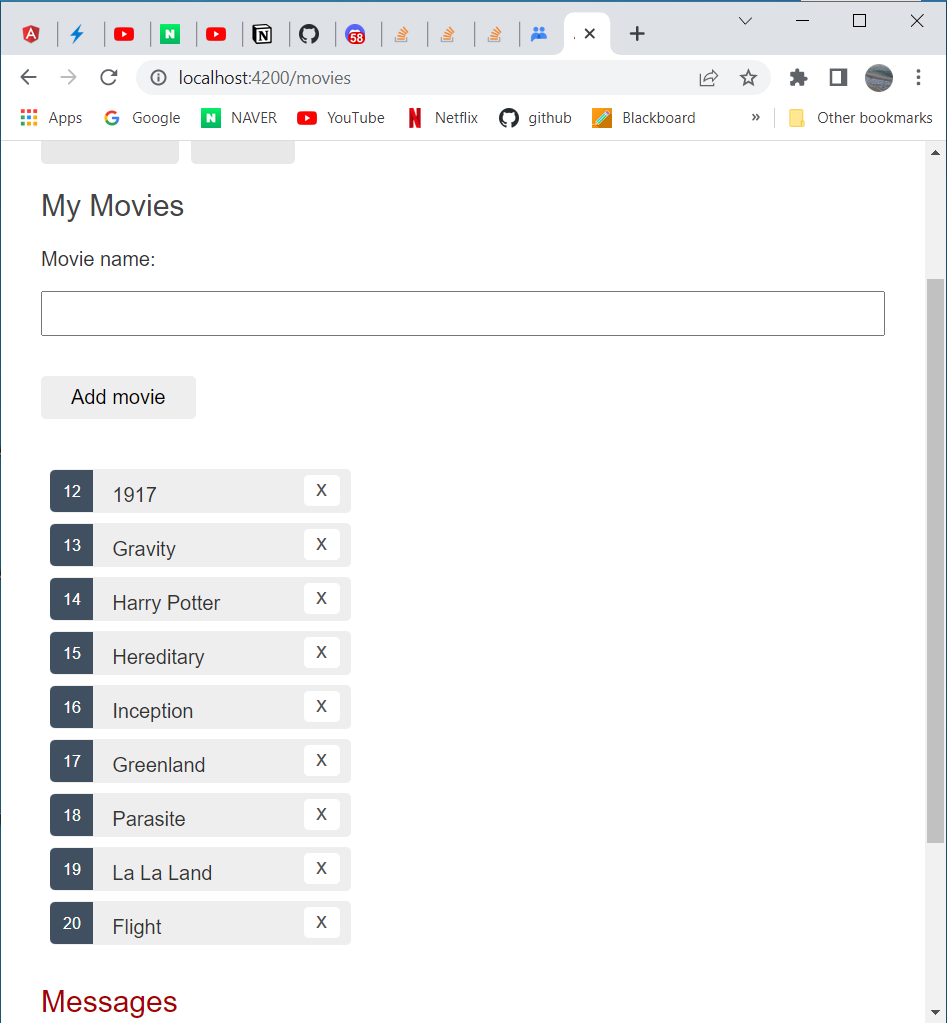 58
localhost:4200/movies
Apps Google NAVER YouTube Netflix github Blackboard » Other bookmarks
My Movies
Movie name:
Add movie
12 1917 X
13 Gravity X
14 Harry Potter X
15 Hereditary X
16 Inception X
17 Greenland X
18 Parasite X
19 La La Land X
20 Flight X
Messages